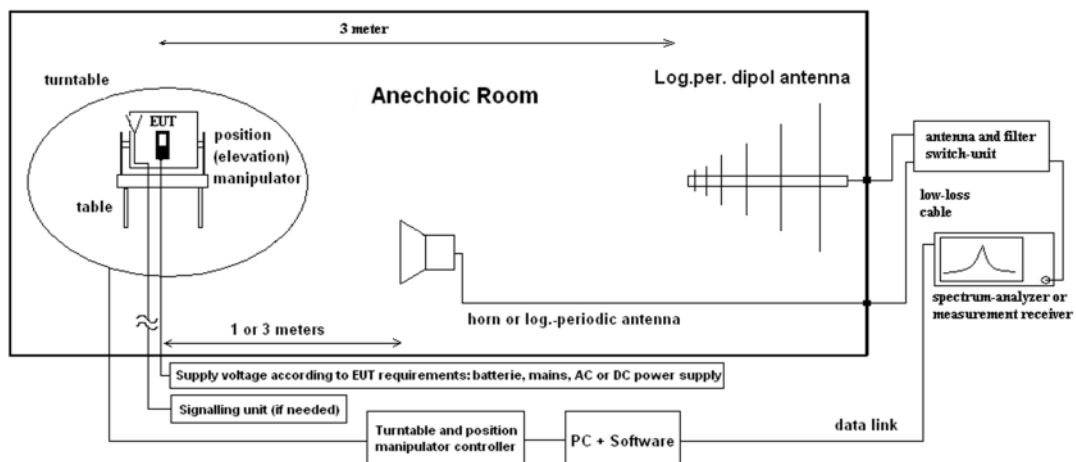 3 meter
turntable
Log.per. dipol antenna
Anechoic Room
EUT
position
(elevation)
manipulator
antenna and filter
switch-unit
table
low-loss
cable
horn or log.-periodic antenna
spectrum-analyzer or
measurement receiver
1 or 3 meters
Supply voltage according to EUT requirements: batterie, mains, AC or DC power supply
Signalling unit (if needed)
Turntable and position
manipulator controller
PC + Software
data link